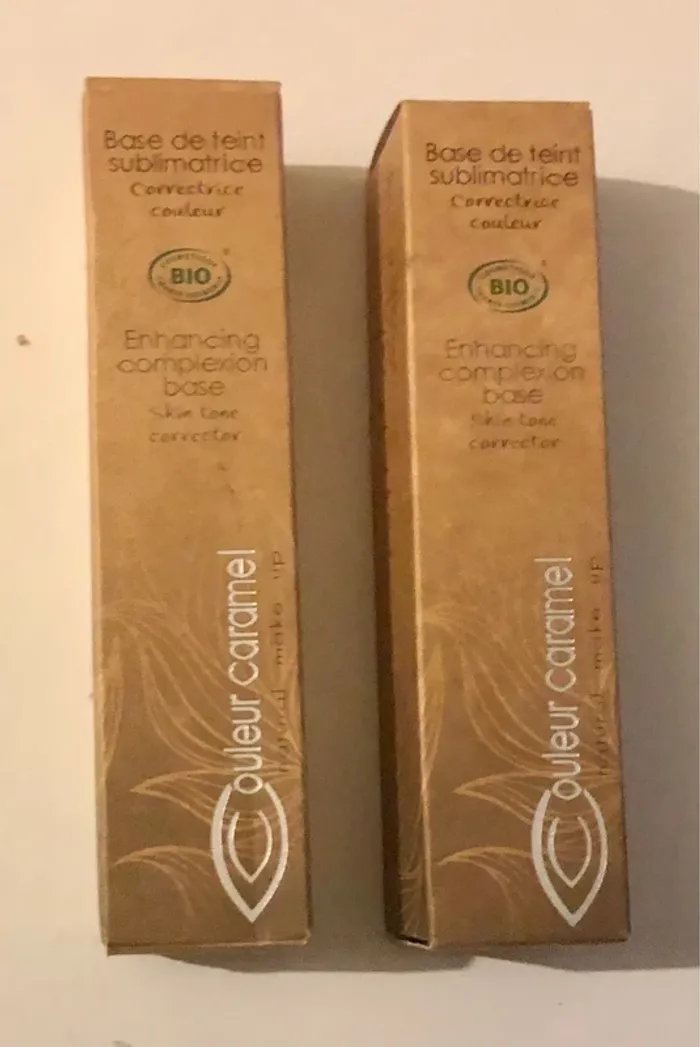 Base de teint
sublimatrice
Correctrice
couleur
BIO
Enhancing
complexion
base
Skin tone
corrector
Couleur caramel
natural make up
Base de teint
sublimatrice
Correctrice
couleur
BIO
Enhancing
complexion
base
Skin tone
corrector
Couleur caramel
natural make up